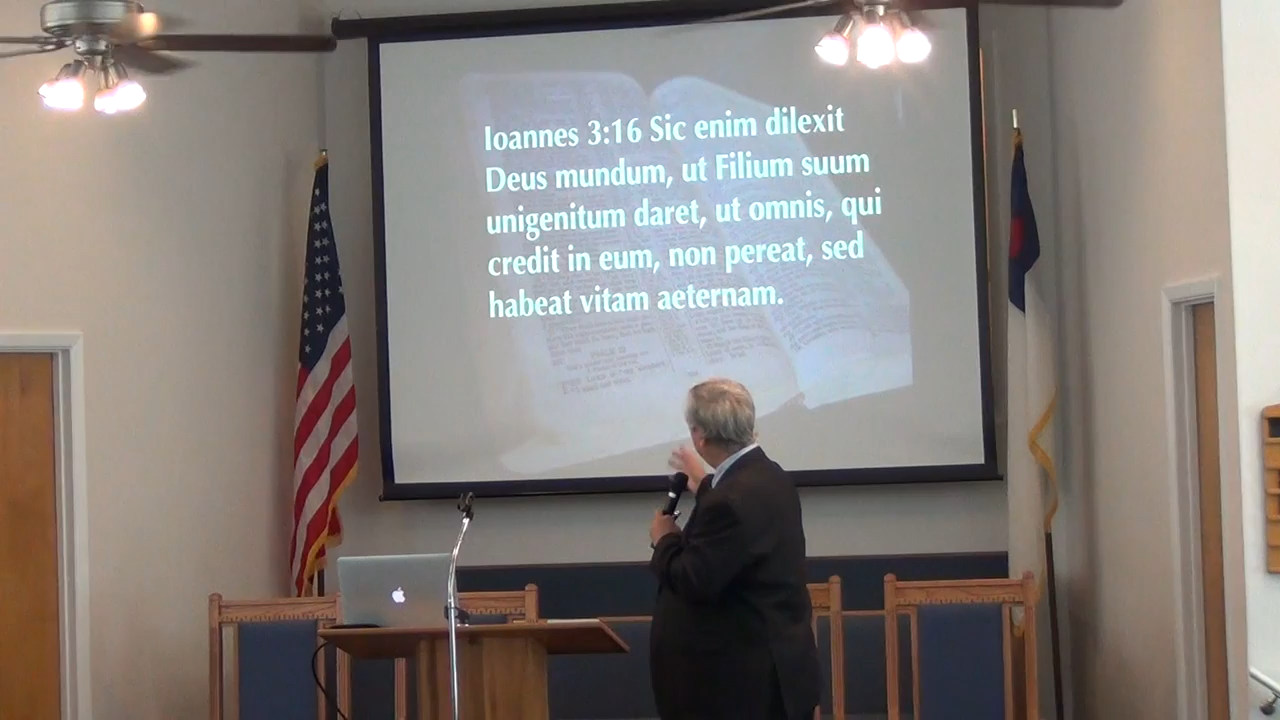 Ioannes 3:16 Sic enim dilexit
Deus mundum, ut Filium suum
unigenitum daret, ut omnis, qui
credit in eum, non pereat, sed
habeat vitam aeternam.